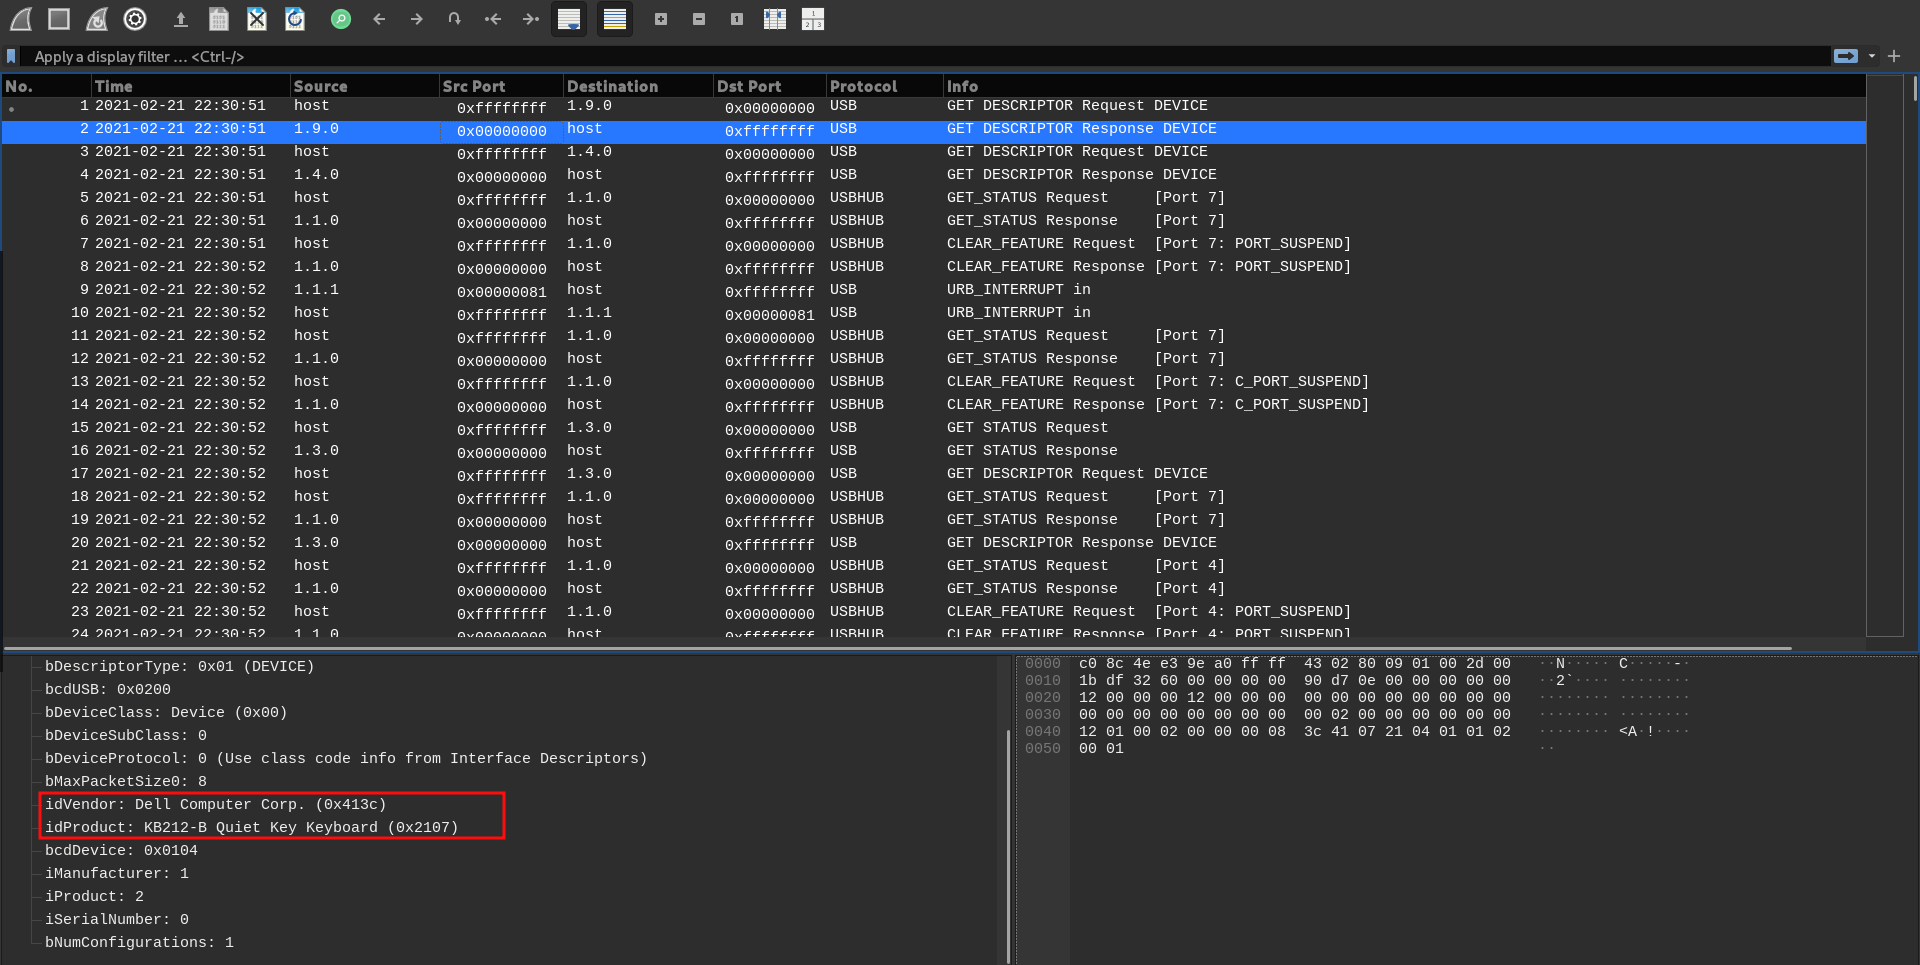 Apply a display filter … <Ctrl-/>
No. Time Source Src Port Destination Dst Port Protocol Info
1 2021-02-21 22:30:51 host 0xffffffff 1.9.0 0x00000000 USB GET DESCRIPTOR Request DEVICE
2 2021-02-21 22:30:51 1.9.0 0x00000000 host 0xffffffff USB GET DESCRIPTOR Response DEVICE
3 2021-02-21 22:30:51 host 0xffffffff 1.4.0 0x00000000 USB GET DESCRIPTOR Request DEVICE
4 2021-02-21 22:30:51 1.4.0 0x00000000 host 0xffffffff USB GET DESCRIPTOR Response DEVICE
5 2021-02-21 22:30:51 host 0xffffffff 1.1.0 0x00000000 USBHUB GET_STATUS Request [Port 7]
6 2021-02-21 22:30:51 1.1.0 0x00000000 host 0xffffffff USBHUB GET_STATUS Response [Port 7]
7 2021-02-21 22:30:51 host 0xffffffff 1.1.0 0x00000000 USBHUB CLEAR_FEATURE Request [Port 7: PORT_SUSPEND]
8 2021-02-21 22:30:52 1.1.0 0x00000000 host 0xffffffff USBHUB CLEAR_FEATURE Response [Port 7: PORT_SUSPEND]
9 2021-02-21 22:30:52 1.1.1 0x00000081 host 0xffffffff USB URB_INTERRUPT in
10 2021-02-21 22:30:52 host 0xffffffff 1.1.1 0x00000081 USB URB_INTERRUPT in
11 2021-02-21 22:30:52 host 0xffffffff 1.1.0 0x00000000 USBHUB GET_STATUS Request [Port 7]
12 2021-02-21 22:30:52 1.1.0 0x00000000 host 0xffffffff USBHUB GET_STATUS Response [Port 7]
13 2021-02-21 22:30:52 host 0xffffffff 1.1.0 0x00000000 USBHUB CLEAR_FEATURE Request [Port 7: C_PORT_SUSPEND]
14 2021-02-21 22:30:52 1.1.0 0x00000000 host 0xffffffff USBHUB CLEAR_FEATURE Response [Port 7: C_PORT_SUSPEND]
15 2021-02-21 22:30:52 host 0xffffffff 1.3.0 0x00000000 USB GET STATUS Request
16 2021-02-21 22:30:52 1.3.0 0x00000000 host 0xffffffff USB GET STATUS Response
17 2021-02-21 22:30:52 host 0xffffffff 1.3.0 0x00000000 USB GET DESCRIPTOR Request DEVICE
18 2021-02-21 22:30:52 host 0xffffffff 1.1.0 0x00000000 USBHUB GET_STATUS Request [Port 7]
19 2021-02-21 22:30:52 1.1.0 0x00000000 host 0xffffffff USBHUB GET_STATUS Response [Port 7]
20 2021-02-21 22:30:52 1.3.0 0x00000000 host 0xffffffff USB GET DESCRIPTOR Response DEVICE
21 2021-02-21 22:30:52 host 0xffffffff 1.1.0 0x00000000 USBHUB GET_STATUS Request [Port 4]
22 2021-02-21 22:30:52 1.1.0 0x00000000 host 0xffffffff USBHUB GET_STATUS Response [Port 4]
23 2021-02-21 22:30:52 host 0xffffffff 1.1.0 0x00000000 USBHUB CLEAR_FEATURE Request [Port 4: PORT_SUSPEND]
24 2021-02-21 22:30:52 1.1.0 0x00000000 host 0xffffffff USBHUB CLEAR_FEATURE Response [Port 4: PORT_SUSPEND]
bDescriptorType: 0x01 (DEVICE)
bcdUSB: 0x0200
bDeviceClass: Device (0x00)
bDeviceSubClass: 0
bDeviceProtocol: 0 (Use class code info from Interface Descriptors)
bMaxPacketSize0: 8
idVendor: Dell Computer Corp. (0x413c)
idProduct: KB212-B Quiet Key Keyboard (0x2107)
bcdDevice: 0x0104
iManufacturer: 1
iProduct: 2
iSerialNumber: 0
bNumConfigurations: 1
0000 c0 8c 4e e3 9e a0 ff ff 43 02 80 09 01 00 2d 00 ··N····· C·····-·
0010 1b df 32 60 00 00 00 00 90 d7 0e 00 00 00 00 00 ··2`···· ········
0020 12 00 00 00 12 00 00 00 00 00 00 00 00 00 00 00 ········ ········
0030 00 00 00 00 00 00 00 00 00 02 00 00 00 00 00 00 ········ ········
0040 12 01 00 02 00 00 00 08 3c 41 07 21 04 01 01 02 ········ <A·!····
0050 00 01 ··